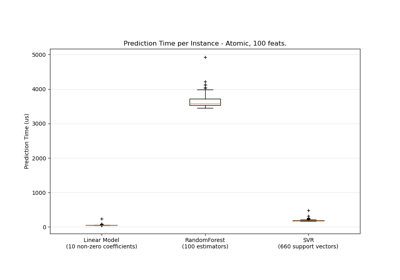 Prediction Time per Instance - Atomic, 100 feats.
5000
4000
3000
2000
1000
0
Prediction Time (us)
Linear Model
(10 non-zero coefficients)
RandomForest
(100 estimators)
SVR
(660 support vectors)